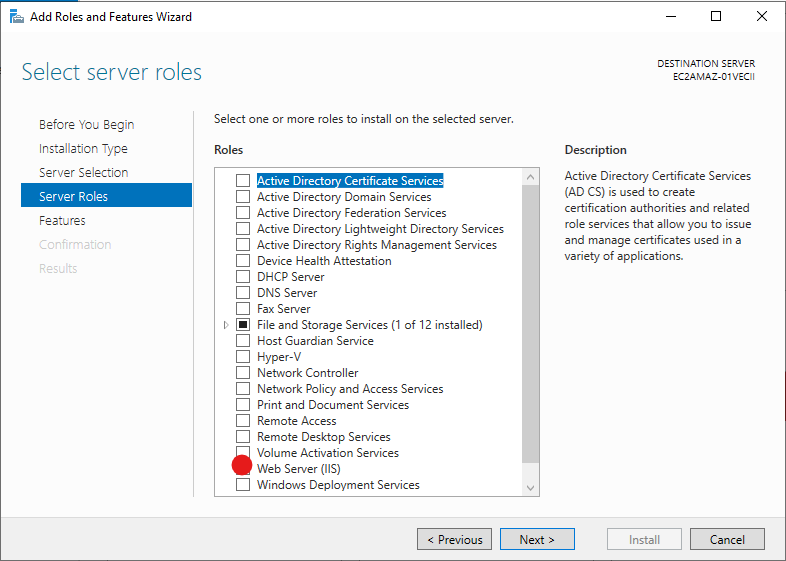 Add Roles and Features Wizard
Select server roles
DESTINATION SERVER
EC2AMAZ-01VECII
Before You Begin
Installation Type
Server Selection
Server Roles
Features
Confirmation
Results
Select one or more roles to install on the selected server.
Roles
Active Directory Certificate Services
Active Directory Domain Services
Active Directory Federation Services
Active Directory Lightweight Directory Services
Active Directory Rights Management Services
Device Health Attestation
DHCP Server
DNS Server
Fax Server
File and Storage Services (1 of 12 installed)
Host Guardian Service
Hyper-V
Network Controller
Network Policy and Access Services
Print and Document Services
Remote Access
Remote Desktop Services
Volume Activation Services
Web Server (IIS)
Windows Deployment Services
Description
Active Directory Certificate Services
(AD CS) is used to create
certification authorities and related
role services that allow you to issue
and manage certificates used in a
variety of applications.
< Previous
Next >
Install
Cancel